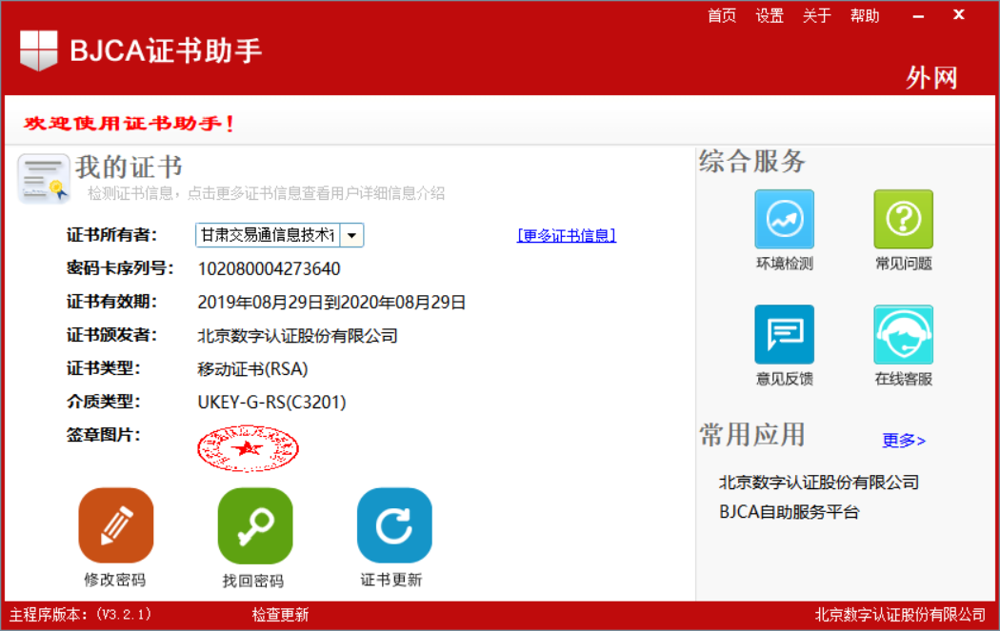 首页 设置 关于 帮助
BJCA证书助手
外网
欢迎使用证书助手！
我的证书
检测证书信息，点击更多证书信息查看用户详细信息介绍
证书所有者： 甘肃交易通信息技术 [更多证书信息]
密码卡序列号： 102080004273640
证书有效期： 2019年08月29日到2020年08月29日
证书颁发者： 北京数字认证股份有限公司
证书类型： 移动证书(RSA)
介质类型： UKEY-G-RS(C3201)
签章图片：
修改密码 找回密码 证书更新
综合服务
环境检测 常见问题
意见反馈 在线客服
常用应用 更多>
北京数字认证股份有限公司
BJCA自助服务平台
主程序版本：(V3.2.1) 检查更新 北京数字认证股份有限公司